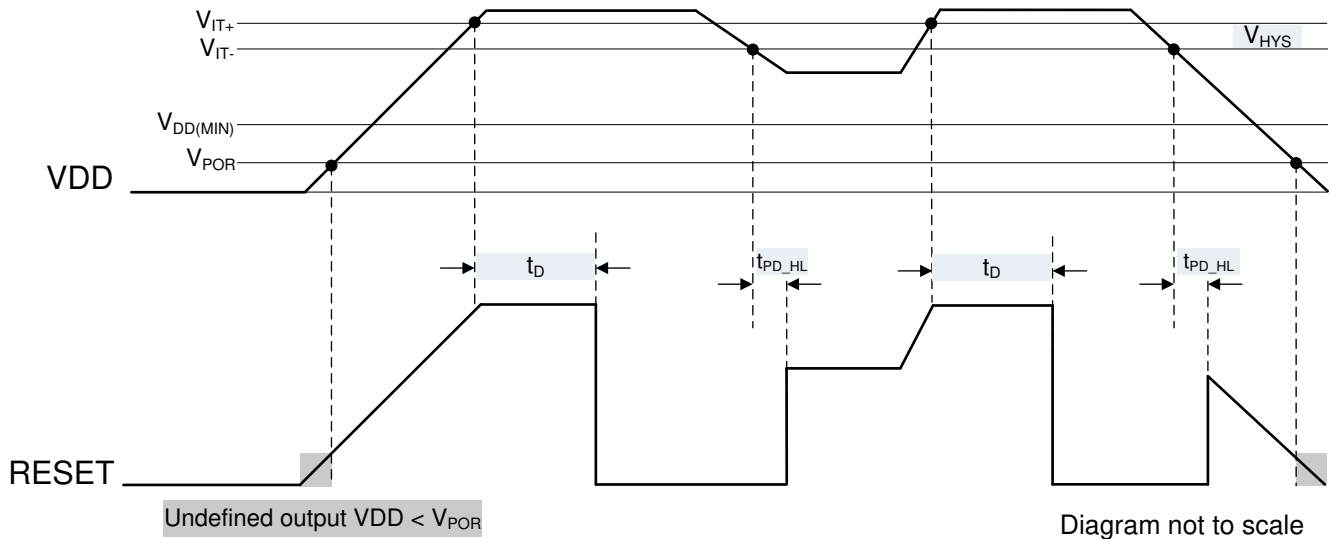 V_IT+
V_IT-
V_HYS
V_DD(MIN)
V_POR
VDD
t_D
t_PD_HL
t_D
t_PD_HL
RESET
Undefined output VDD < V_POR
Diagram not to scale